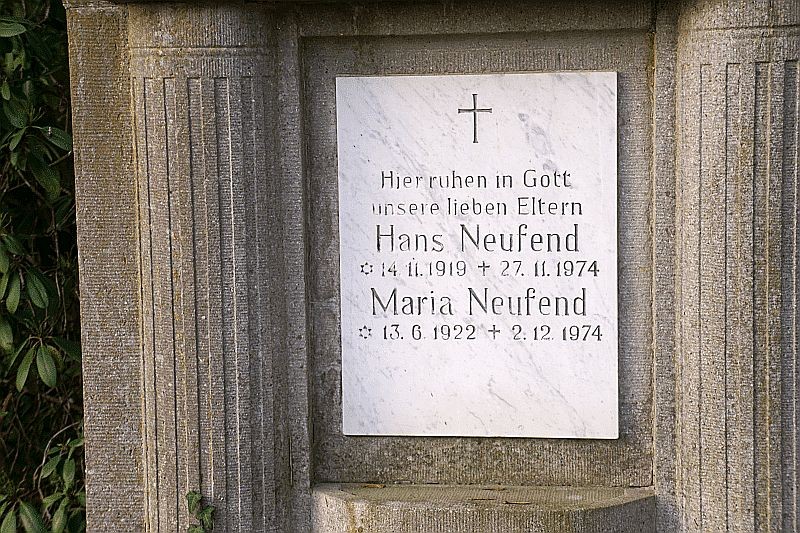 Hier ruhen in Gott
unsere lieben Eltern
Hans Neufend
✡ 14.11.1919 ✝ 27.11.1974
Maria Neufend
✡ 13.6.1922 ✝ 2.12.1974